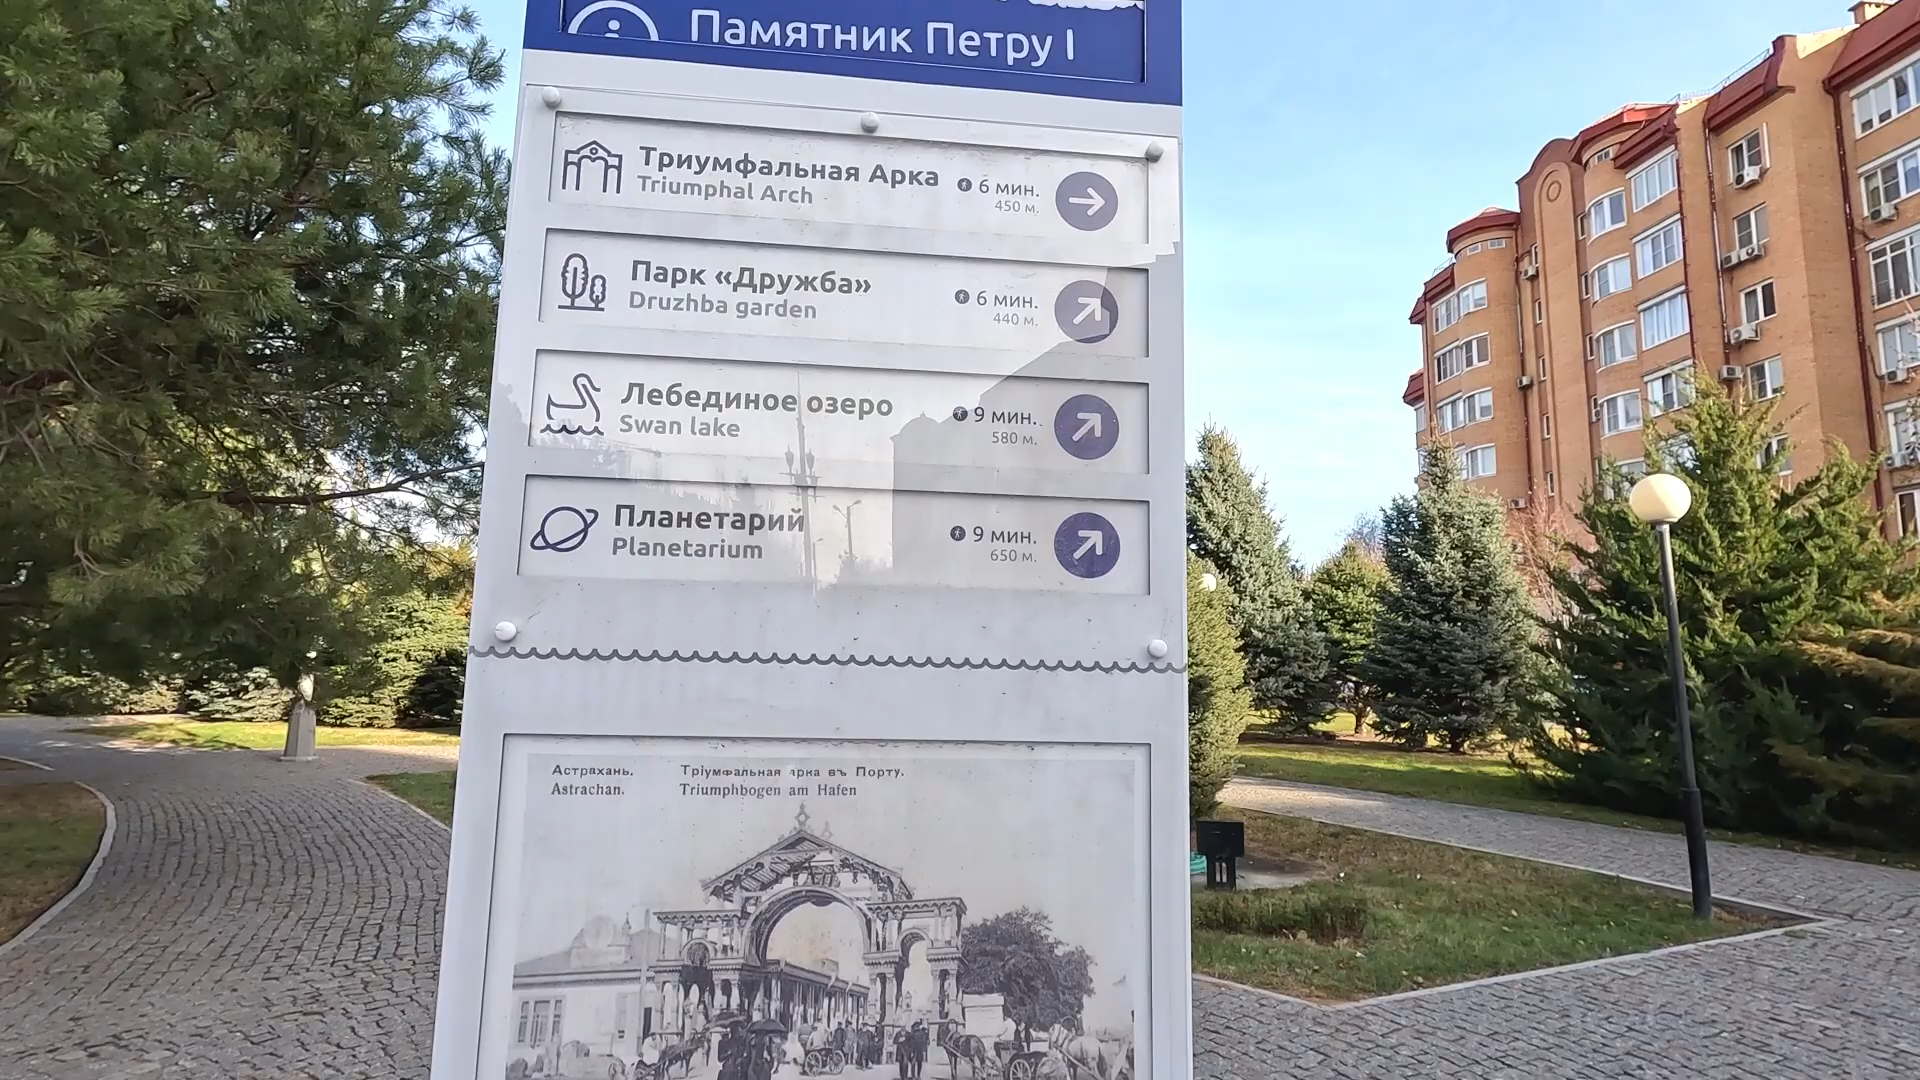 Памятник Петру I
Триумфальная Арка
Triumphal Arch
6 мин.
450 м.
Парк «Дружба»
Druzhba garden
6 мин.
440 м.
Лебединое озеро
Swan lake
9 мин.
580 м.
Планетарий
Planetarium
9 мин.
650 м.
Астрахань. Тріумфальная арка въ Порту.
Astrachan. Triumphbogen am Hafen